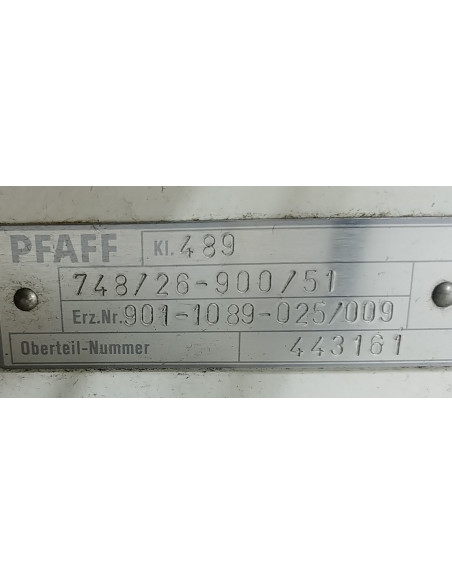 PFAFF Kl. 489
748/26-900/51
Erz.Nr. 901-1089-025/009
Oberteil-Nummer 443161